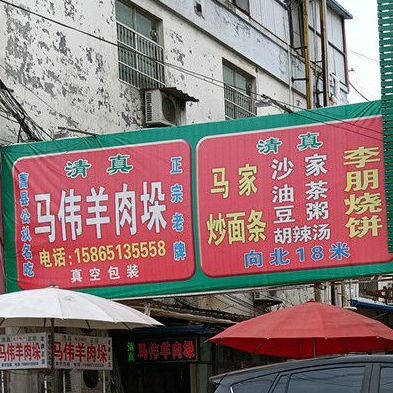 清真
曹县公认名吃
马伟羊肉垛
正宗老牌
电话:15865135558
真空包装
清真
马家
炒面条
沙油豆
家茶粥
胡辣汤
李朋烧饼
向北18米
马伟羊肉垛
马伟羊肉垛
清真
马伟羊肉垛